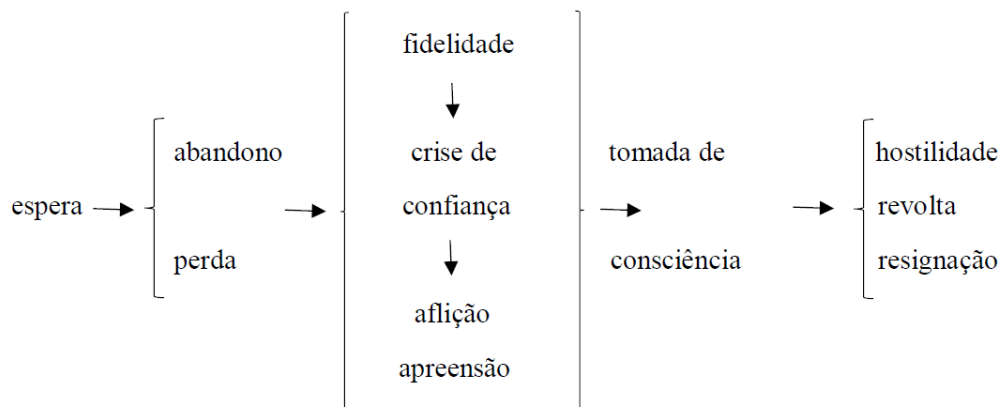 espera
abandono
perda
fidelidade
crise de
confiança
aflição
apreensão
tomada de
consciência
hostilidade
revolta
resignação